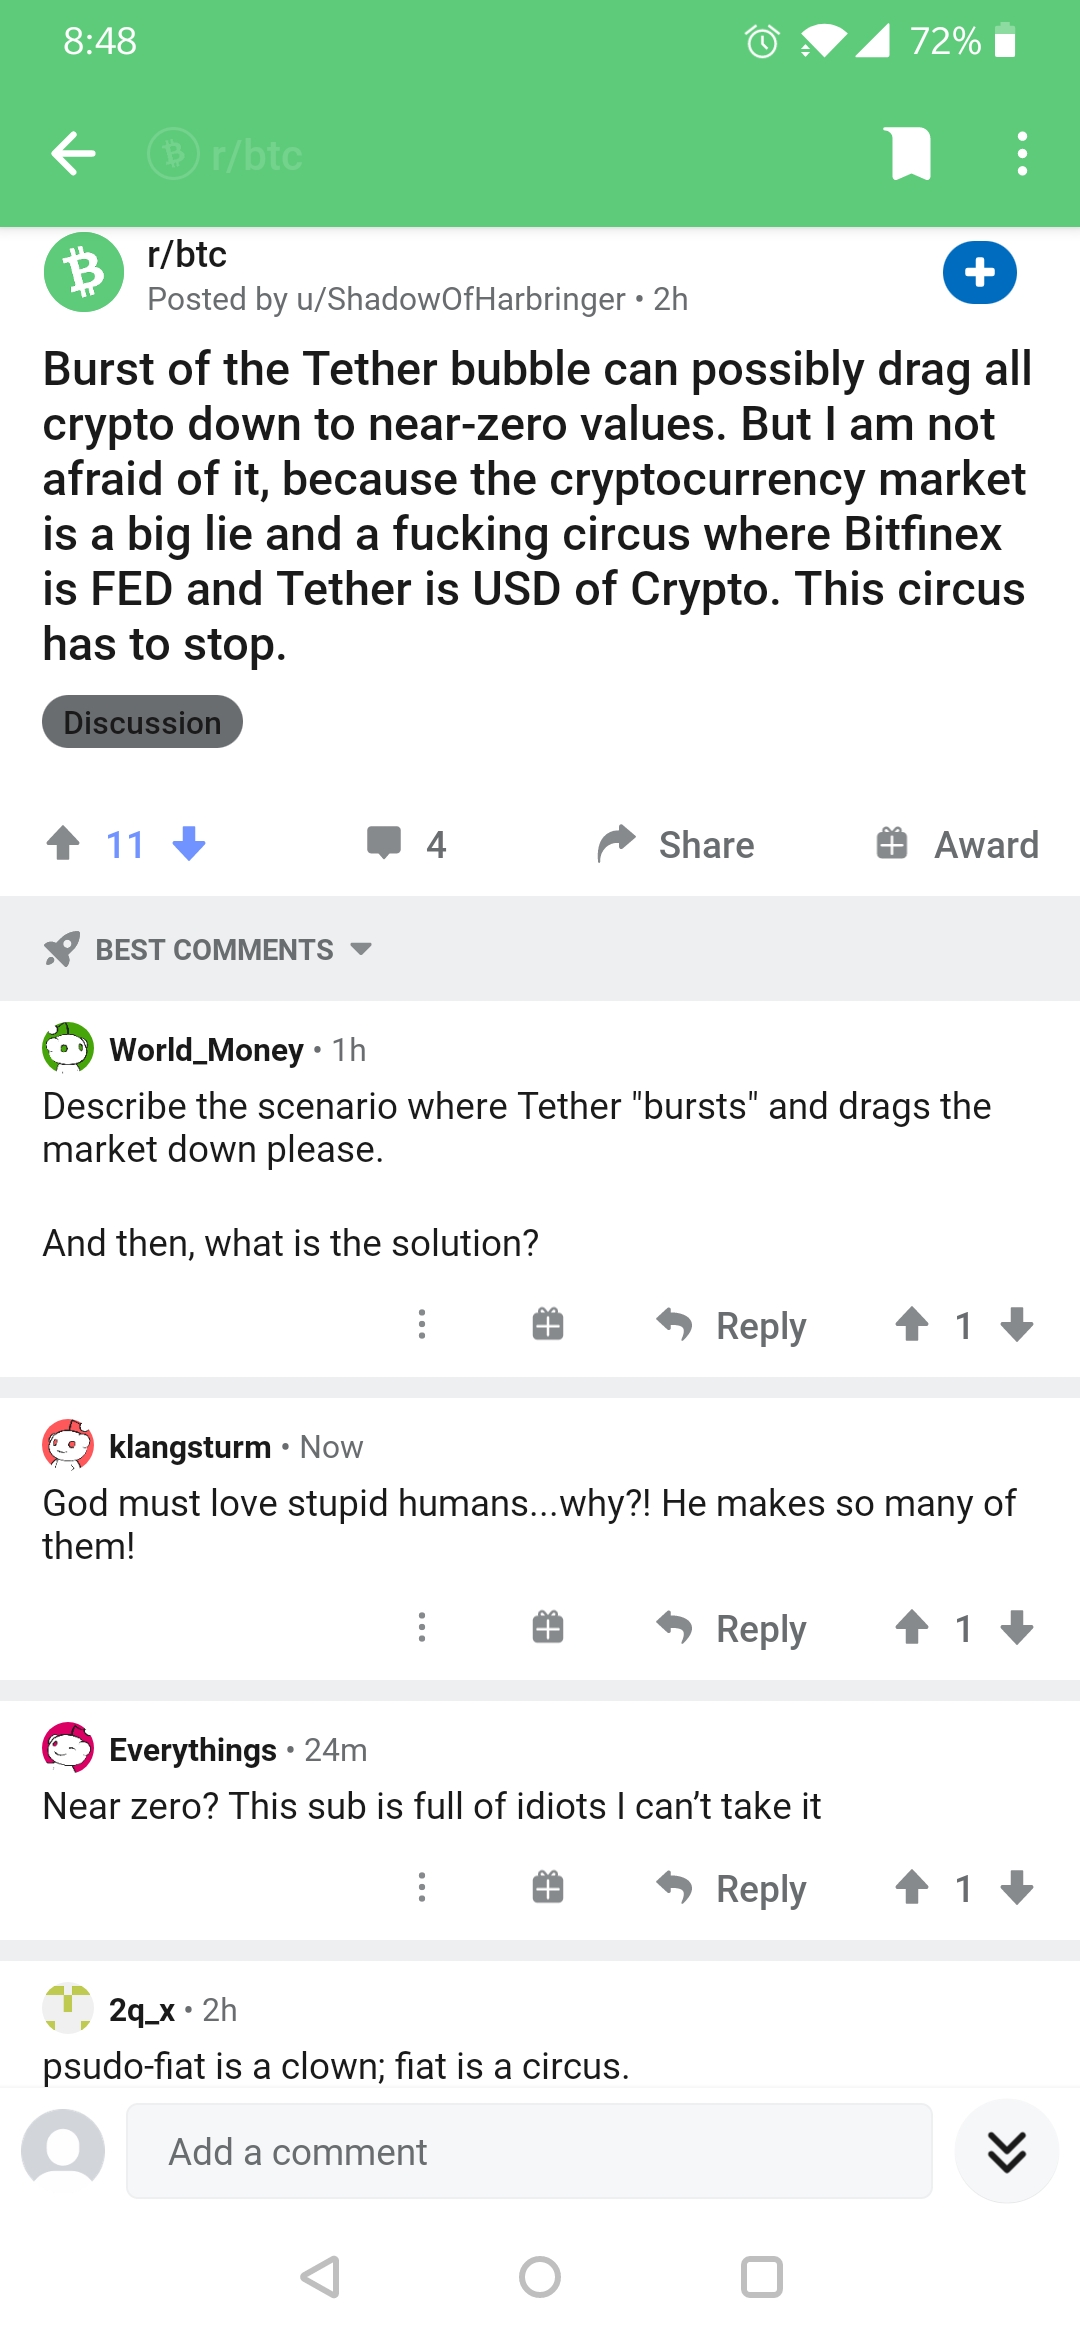 8:48
72%
r/btc
r/btc
Posted by u/ShadowOfHarbringer • 2h
Burst of the Tether bubble can possibly drag all
crypto down to near-zero values. But I am not
afraid of it, because the cryptocurrency market
is a big lie and a fucking circus where Bitfinex
is FED and Tether is USD of Crypto. This circus
has to stop.
Discussion
11
4
Share
Award
BEST COMMENTS
World_Money • 1h
Describe the scenario where Tether "bursts" and drags the
market down please.
And then, what is the solution?
Reply
1
klangsturm • Now
God must love stupid humans...why?! He makes so many of
them!
Reply
1
Everythings • 24m
Near zero? This sub is full of idiots I can’t take it
Reply
1
2q_x • 2h
psudo-fiat is a clown; fiat is a circus.
Add a comment